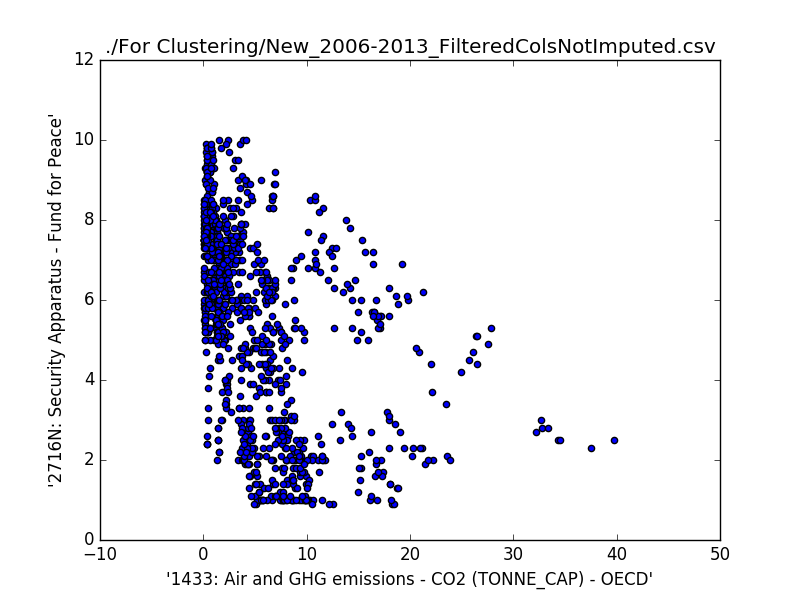 ./For Clustering/New_2006-2013_FilteredColsNotImputed.csv
12
10
8
6
4
2
0
'2716N: Security Apparatus - Fund for Peace'
−10 0 10 20 30 40 50
'1433: Air and GHG emissions - CO2 (TONNE_CAP) - OECD'